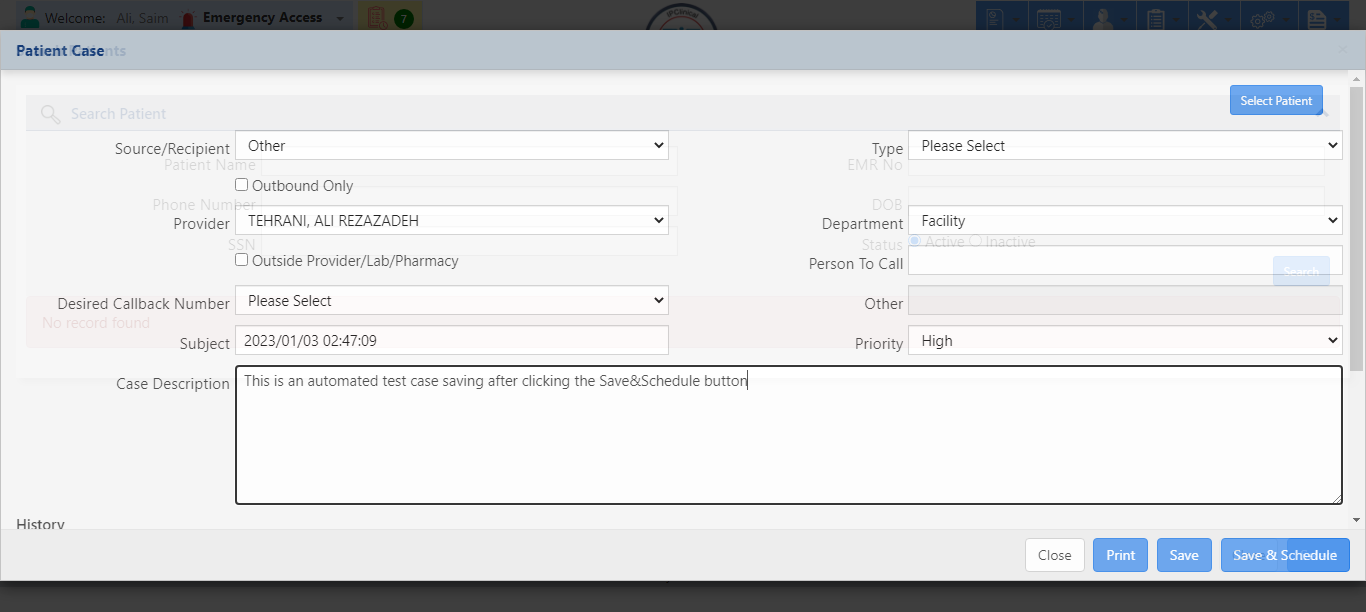 Welcome: Ali, Saim Emergency Access 7
IPClinical
Patient Case
Search Patient Select Patient
Source/Recipient Other Type Please Select
Patient Name EMR No
Outbound Only
Phone Number DOB
Provider TEHRANI, ALI REZAZADEH Department Facility
SSN Status Active Inactive
Outside Provider/Lab/Pharmacy Person To Call
Search
Desired Callback Number Please Select Other
No record found
Subject 2023/01/03 02:47:09 Priority High
Case Description This is an automated test case saving after clicking the Save&Schedule button
History
Close Print Save Save & Schedule